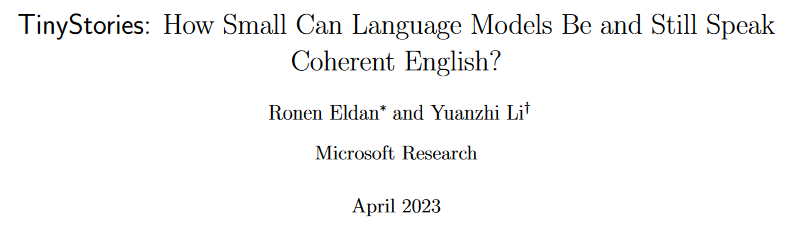 TinyStories: How Small Can Language Models Be and Still Speak
Coherent English?
Ronen Eldan* and Yuanzhi Li†
Microsoft Research
April 2023